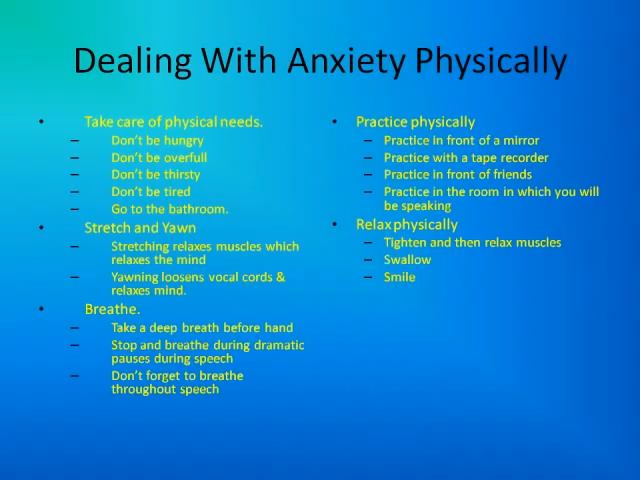 Dealing With Anxiety Physically
• Take care of physical needs.
– Don't be hungry
– Don't be overfull
– Don't be thirsty
– Don't be tired
– Go to the bathroom.
• Stretch and Yawn
– Stretching relaxes muscles which
relaxes the mind
– Yawning loosens vocal cords &
relaxes mind.
• Breathe.
– Take a deep breath before hand
– Stop and breathe during dramatic
pauses during speech
– Don't forget to breathe
throughout speech
• Practice physically
– Practice in front of a mirror
– Practice with a tape recorder
– Practice in front of friends
– Practice in the room in which you will
be speaking
• Relax physically
– Tighten and then relax muscles
– Swallow
– Smile